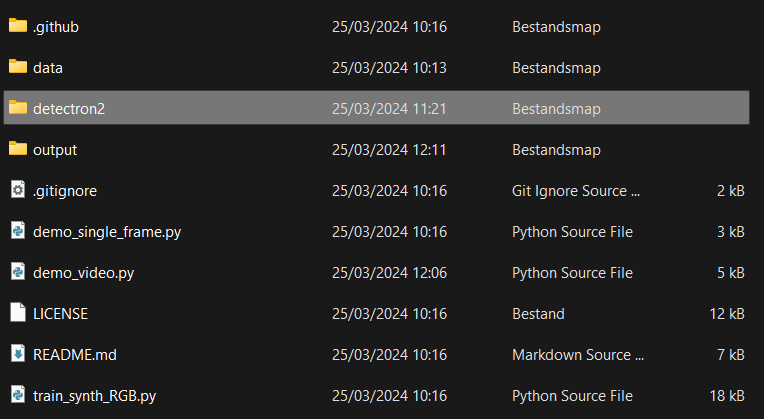 .github 25/03/2024 10:16 Bestandsmap
data 25/03/2024 10:13 Bestandsmap
detectron2 25/03/2024 11:21 Bestandsmap
output 25/03/2024 12:11 Bestandsmap
.gitignore 25/03/2024 10:16 Git Ignore Source ... 2 kB
demo_single_frame.py 25/03/2024 10:16 Python Source File 3 kB
demo_video.py 25/03/2024 12:06 Python Source File 5 kB
LICENSE 25/03/2024 10:16 Bestand 12 kB
README.md 25/03/2024 10:16 Markdown Source ... 7 kB
train_synth_RGB.py 25/03/2024 10:16 Python Source File 18 kB